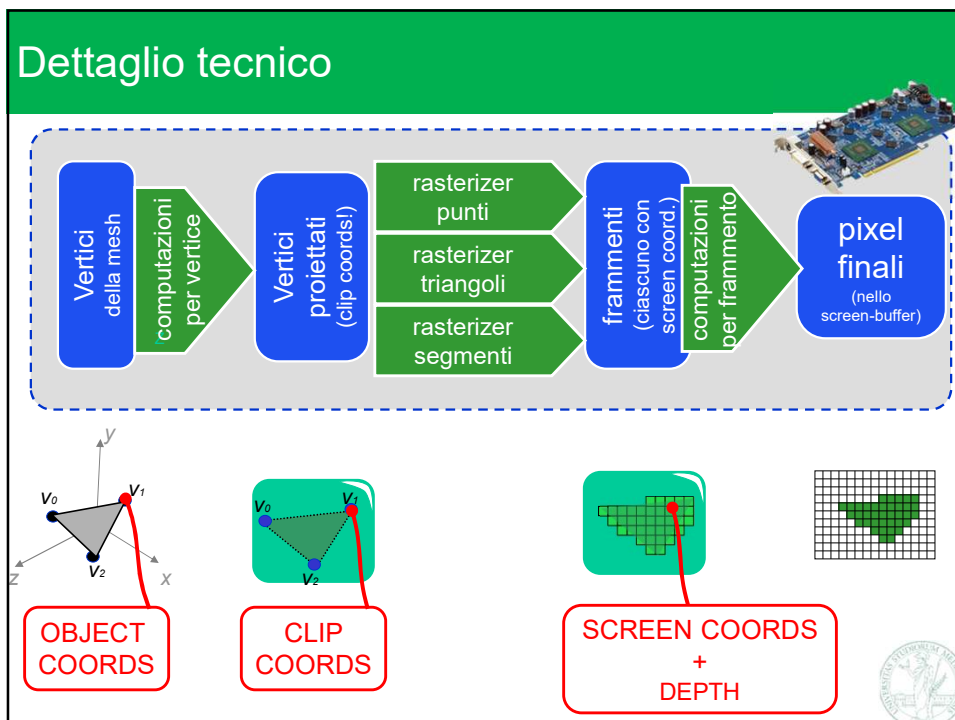 Dettaglio tecnico
Vertici
della mesh
computazioni
per vertice
Vertici
proiettati
(clip coords!)
rasterizer
punti
rasterizer
triangoli
rasterizer
segmenti
frammenti
(ciascuno con
screen coord.)
computazioni
per frammento
pixel
finali
(nello
screen-buffer)
y
v0
v1
v2
z
x
v0
v1
v2
OBJECT
COORDS
CLIP
COORDS
SCREEN COORDS
+
DEPTH